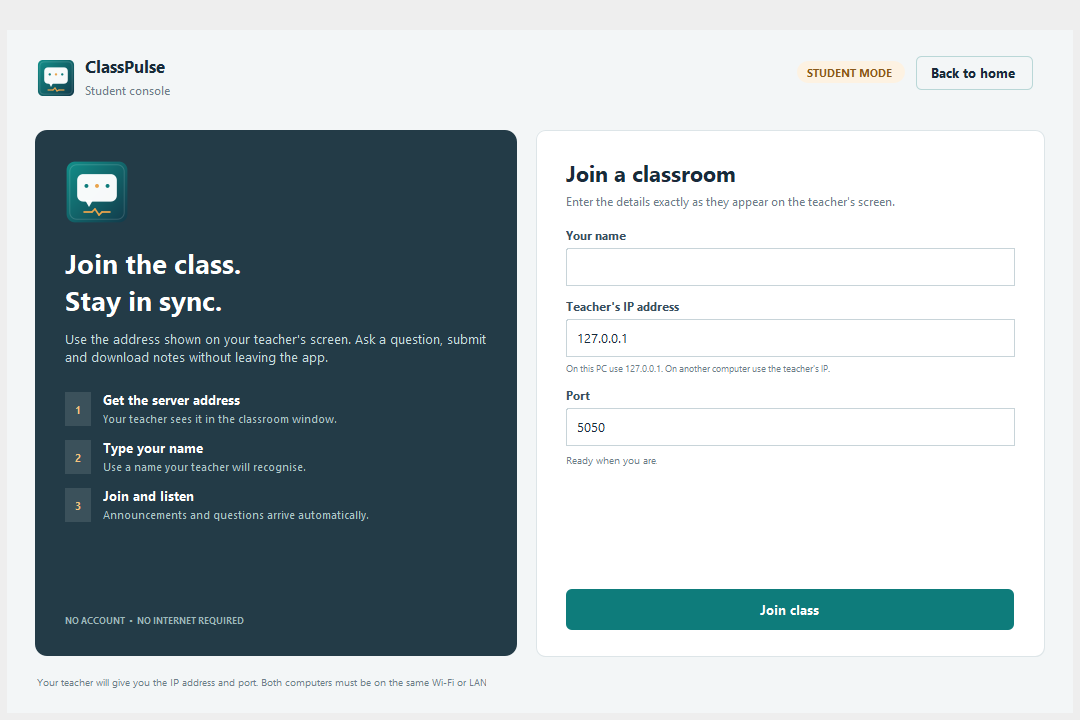 ClassPulse
Student console
STUDENT MODE
Back to home
Join the class.
Stay in sync.
Use the address shown on your teacher's screen. Ask a question, submit
and download notes without leaving the app.
1
Get the server address
Your teacher sees it in the classroom window.
2
Type your name
Use a name your teacher will recognise.
3
Join and listen
Announcements and questions arrive automatically.
NO ACCOUNT • NO INTERNET REQUIRED
Join a classroom
Enter the details exactly as they appear on the teacher's screen.
Your name
Teacher's IP address
127.0.0.1
On this PC use 127.0.0.1. On another computer use the teacher's IP.
Port
5050
Ready when you are.
Join class
Your teacher will give you the IP address and port. Both computers must be on the same Wi-Fi or LAN